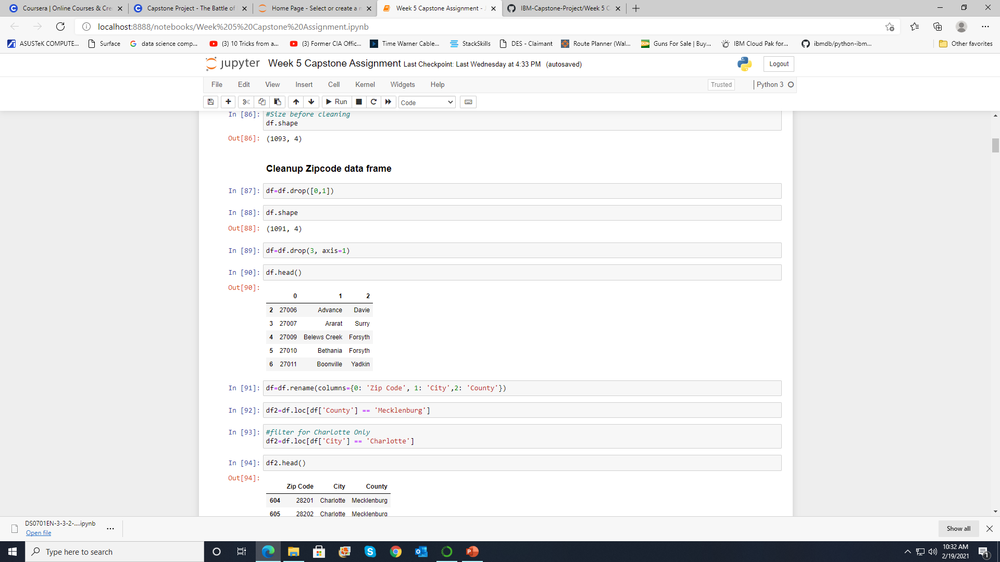 Coursera | Online Courses & Cre
Capstone Project - The Battle of
Home Page - Select or create a n
Week 5 Capstone Assignment - J
IBM-Capstone-Project/Week 5 C
localhost:8888/notebooks/Week%205%20Capstone%20Assignment.ipynb
ASUSTeK COMPUTE...
Surface
data science comp...
(3) 10 Tricks from a...
(3) Former CIA Offic...
Time Warner Cable...
StackSkills
DES - Claimant
Route Planner (Wal...
Guns For Sale | Buy...
IBM Cloud Pak for...
ibmdb/python-ibm...
Other favorites
jupyter Week 5 Capstone Assignment Last Checkpoint: Last Wednesday at 4:33 PM (autosaved)
Logout
File Edit View Insert Cell Kernel Widgets Help
Trusted
Python 3
Run
Code
In [86]: #Size before cleaning
df.shape
Out[86]: (1093, 4)
Cleanup Zipcode data frame
In [87]: df=df.drop([0,1])
In [88]: df.shape
Out[88]: (1091, 4)
In [89]: df=df.drop(3, axis=1)
In [90]: df.head()
Out[90]:
0 1 2
2 27006 Advance Davie
3 27007 Ararat Surry
4 27009 Belews Creek Forsyth
5 27010 Bethania Forsyth
6 27011 Boonville Yadkin
In [91]: df=df.rename(columns={0: 'Zip Code', 1: 'City',2: 'County'})
In [92]: df2=df.loc[df['County'] == 'Mecklenburg']
In [93]: #filter for Charlotte Only
df2=df.loc[df['City'] == 'Charlotte']
In [94]: df2.head()
Out[94]:
Zip Code City County
604 28201 Charlotte Mecklenburg
605 28202 Charlotte Mecklenburg
DS0701EN-3-3-2-....ipynb
Open file
Show all
Type here to search
10:32 AM
2/19/2021
1